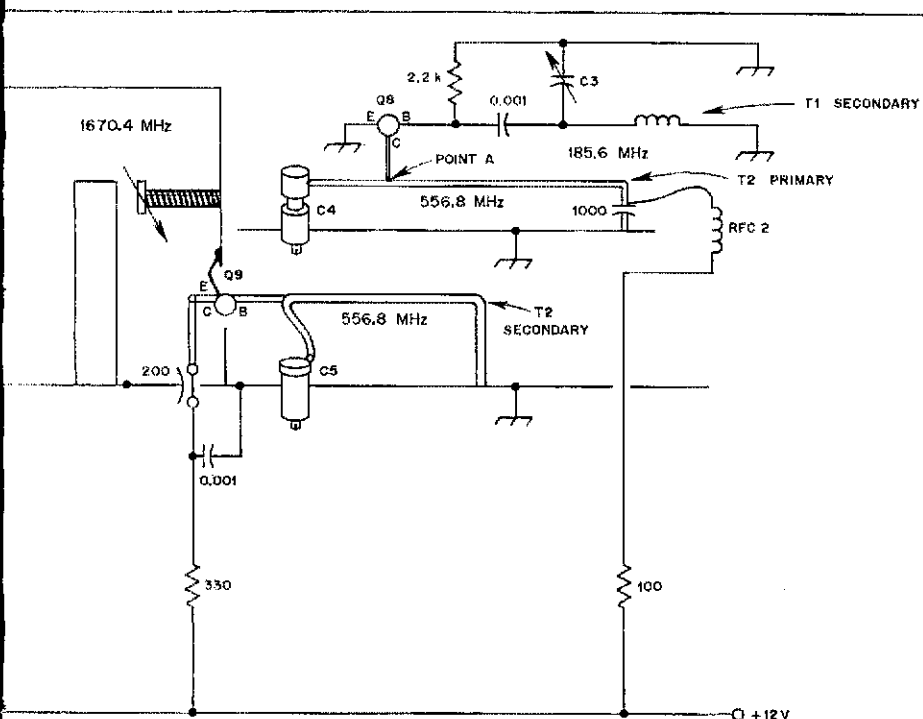 2.2 k
C3
0.001
T1 SECONDARY
Q8
E
B
C
1670.4 MHz
POINT A
185.6 MHz
T2 PRIMARY
C4
556.8 MHz
1000
RFC 2
Q9
E
C
B
556.8 MHz
T2
SECONDARY
200
C5
0.001
330
100
+12 V